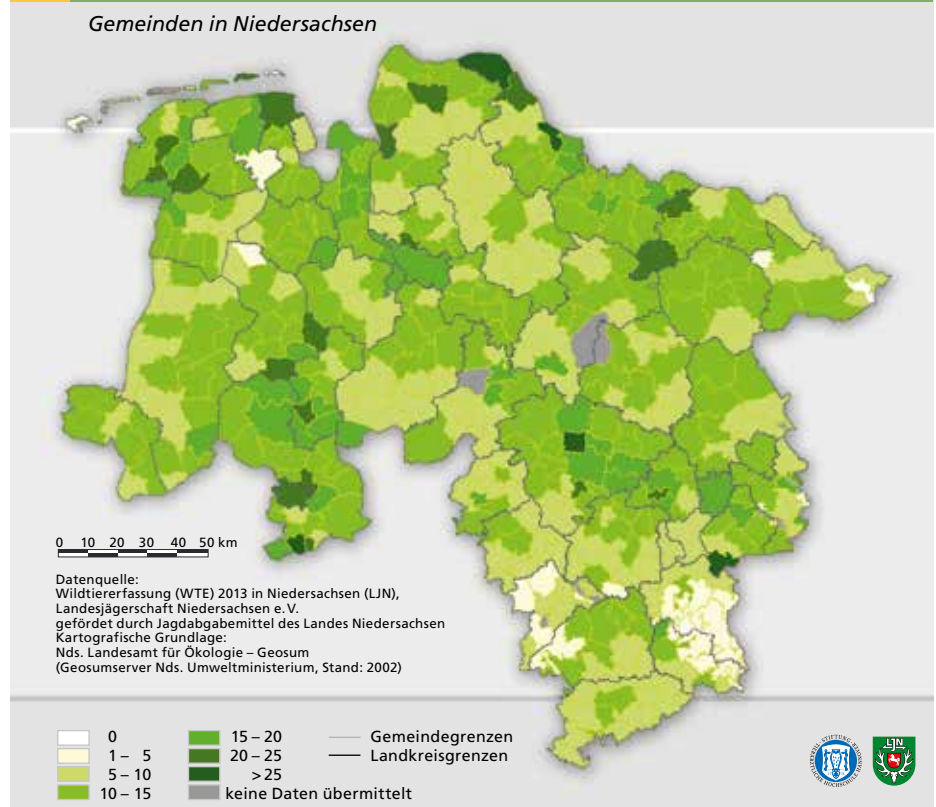 Gemeinden in Niedersachsen
0 10 20 30 40 50 km
Datenquelle:
Wildtiererfassung (WTE) 2013 in Niedersachsen (LJN),
Landesjägerschaft Niedersachsen e. V.
gefördet durch Jagdabgabemittel des Landes Niedersachsen
Kartografische Grundlage:
Nds. Landesamt für Ökologie – Geosum
(Geosumserver Nds. Umweltministerium, Stand: 2002)
0
1 – 5
5 – 10
10 – 15
15 – 20
20 – 25
> 25
keine Daten übermittelt
Gemeindegrenzen
Landkreisgrenzen
LJN